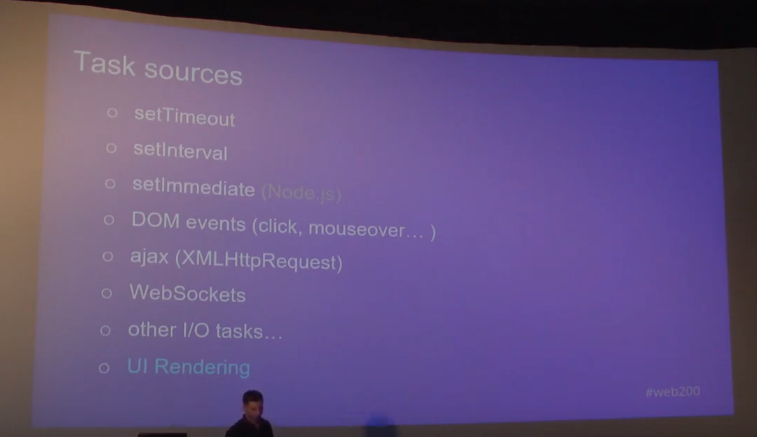 Task sources
setTimeout
setInterval
setImmediate (Node.js)
DOM events (click, mouseover… )
ajax (XMLHttpRequest)
WebSockets
other I/O tasks…
UI Rendering
#web200